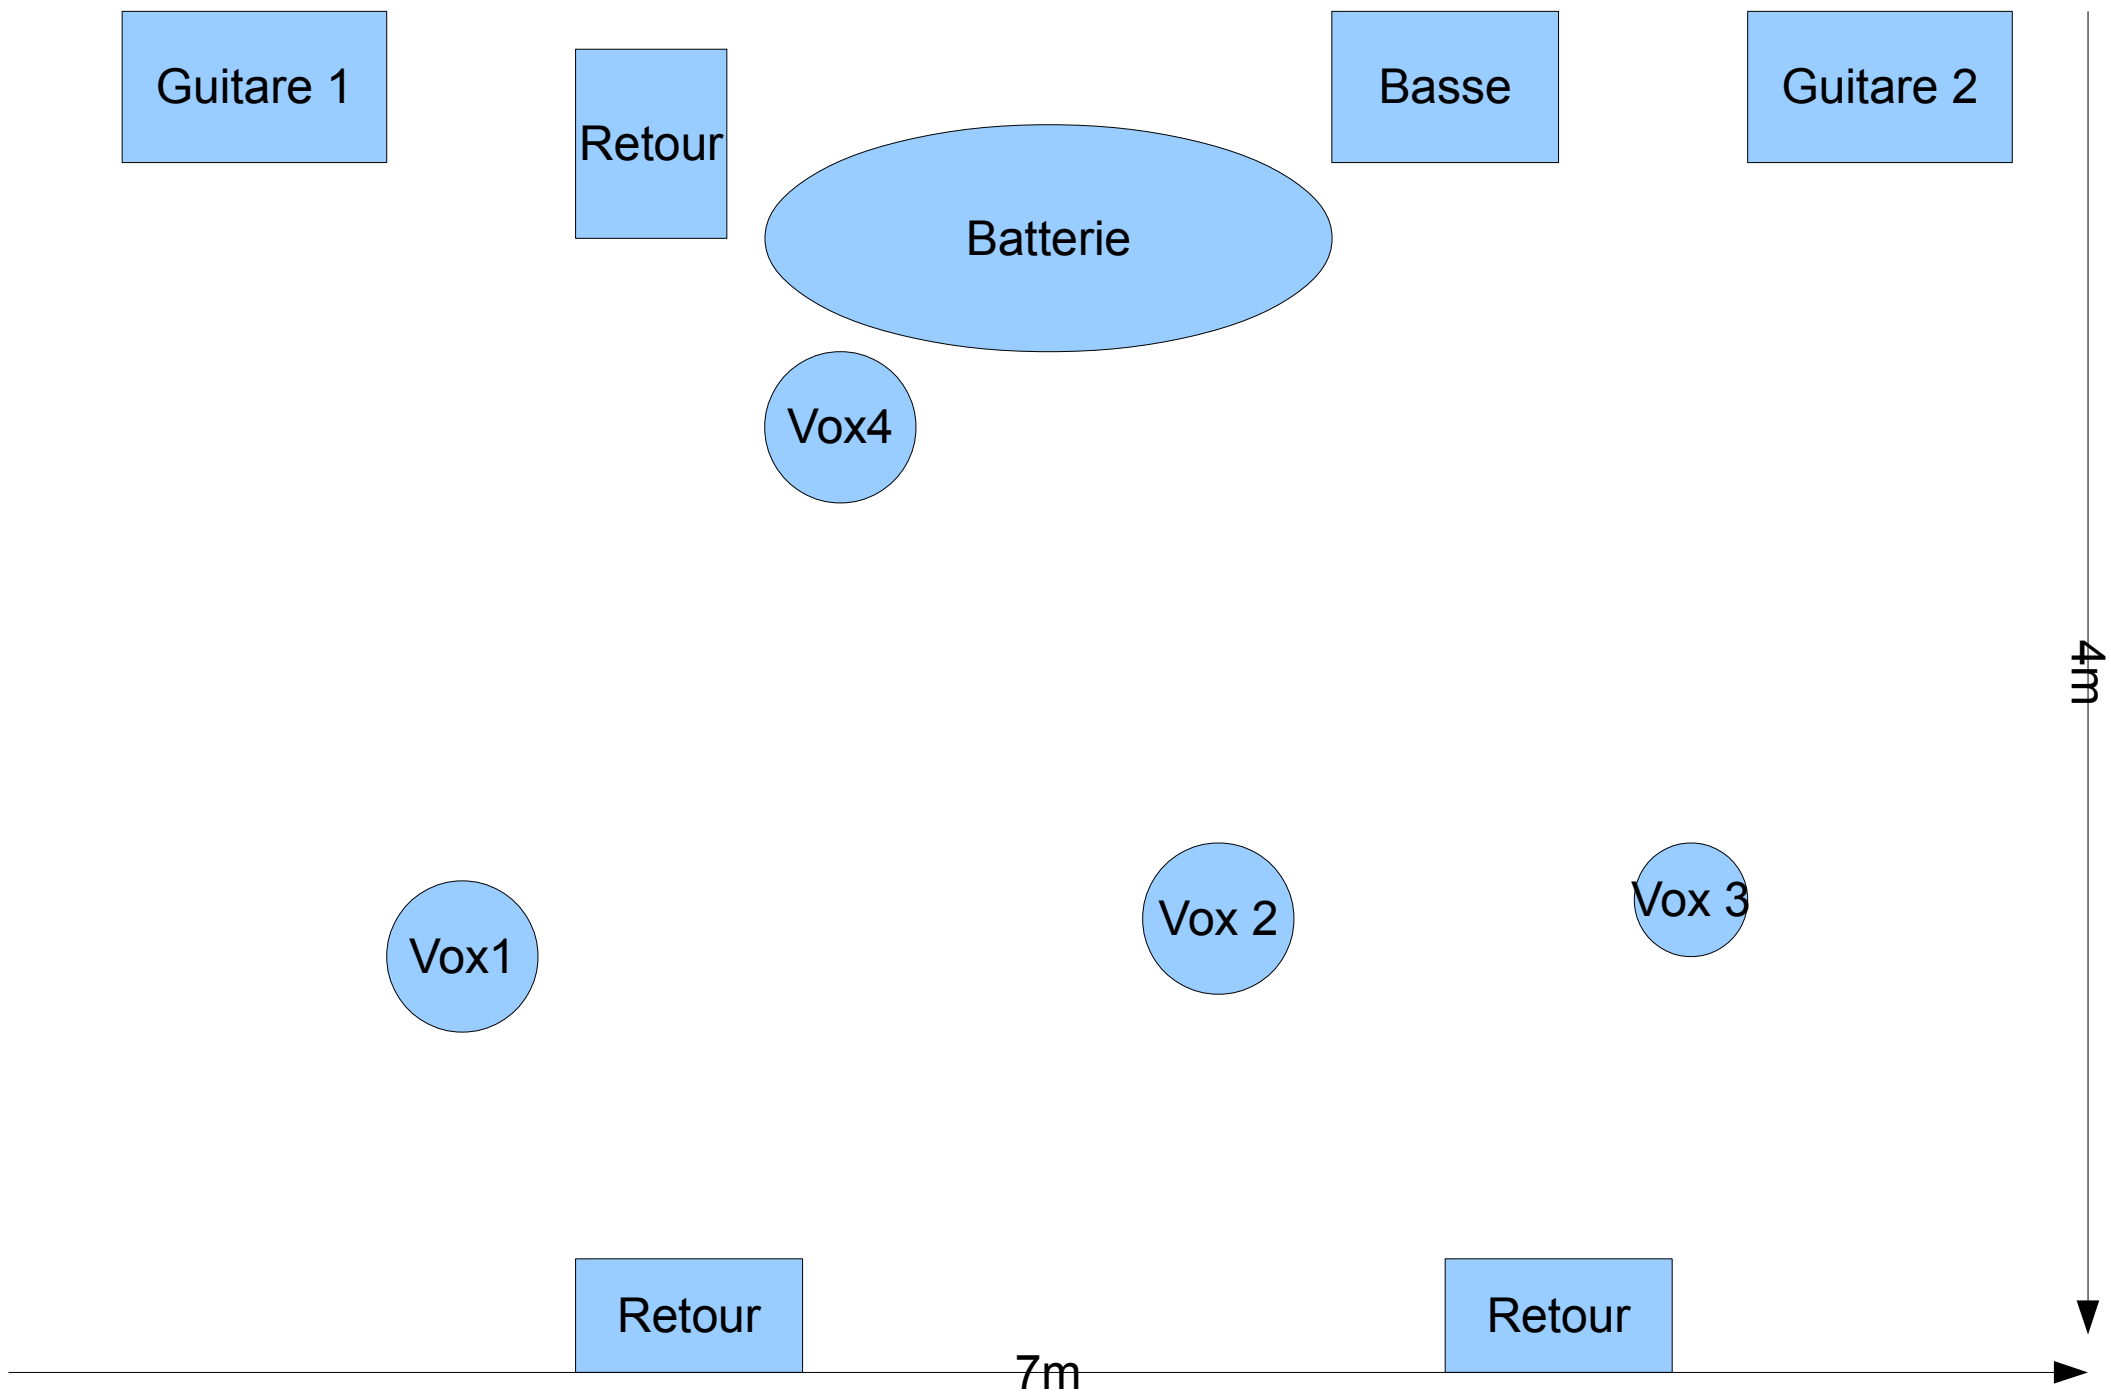 Guitare 1
Basse
Guitare 2
Retour
Batterie
Vox4
4m
Vox 2
Vox 3
Vox1
Retour
Retour
7m